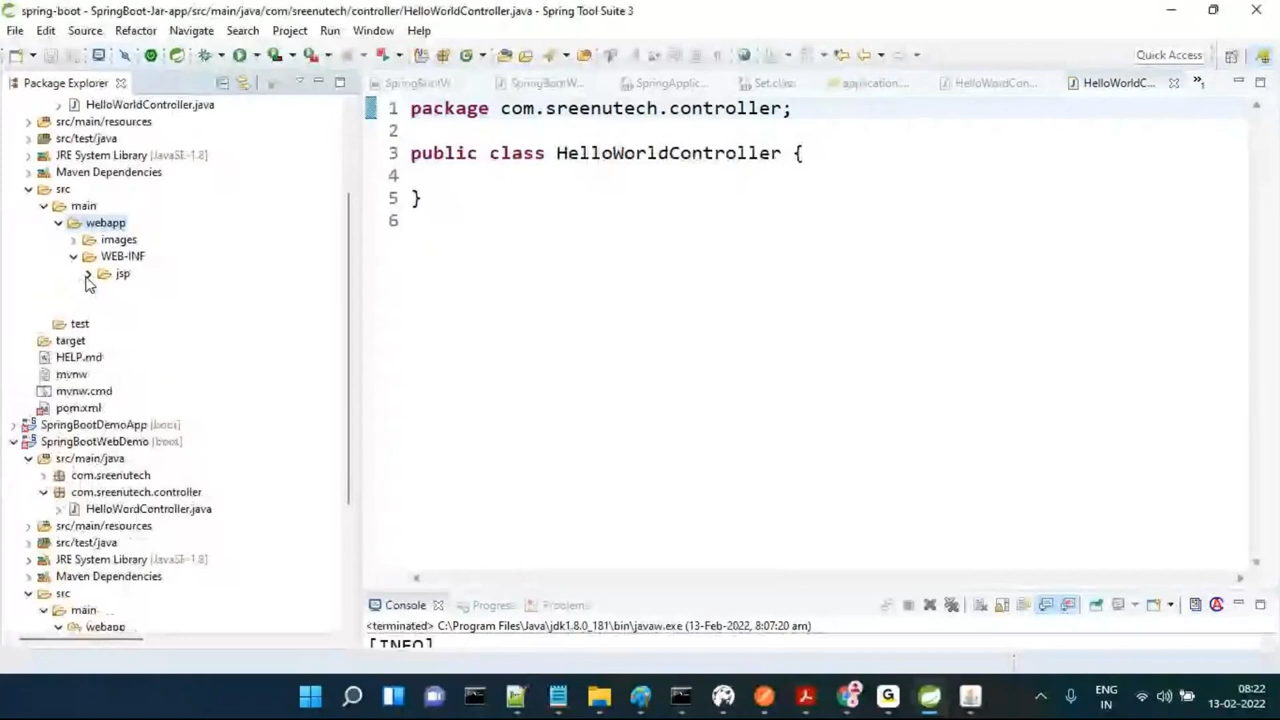 spring-boot - SpringBoot-Jar-app/src/main/java/com/sreenutech/controller/HelloWorldController.java - Spring Tool Suite 3
File Edit Source Refactor Navigate Search Project Run Window Help
Quick Access
Package Explorer
SpringBootW
SpringBootW...
SpringApplic...
Set.class
application....
HelloWordCon...
HelloWorldC...
»1
HelloWorldController.java
src/main/resources
src/test/java
JRE System Library [JavaSE-1.8]
Maven Dependencies
src
main
webapp
images
WEB-INF
jsp
test
target
HELP.md
mvnw
mvnw.cmd
pom.xml
SpringBootDemoApp [boot]
SpringBootWebDemo [boot]
src/main/java
com.sreenutech
com.sreenutech.controller
HelloWordController.java
src/main/resources
src/test/java
JRE System Library [JavaSE-1.8]
Maven Dependencies
src
main
webapp
1 package com.sreenutech.controller;
2
3 public class HelloWorldController {
4
5 }
6
Console Progress Problems
<terminated> C:\Program Files\Java\jdk1.8.0_181\bin\javaw.exe (13-Feb-2022, 8:07:20 am)
[INFO]
ENG
IN
08:22
13-02-2022